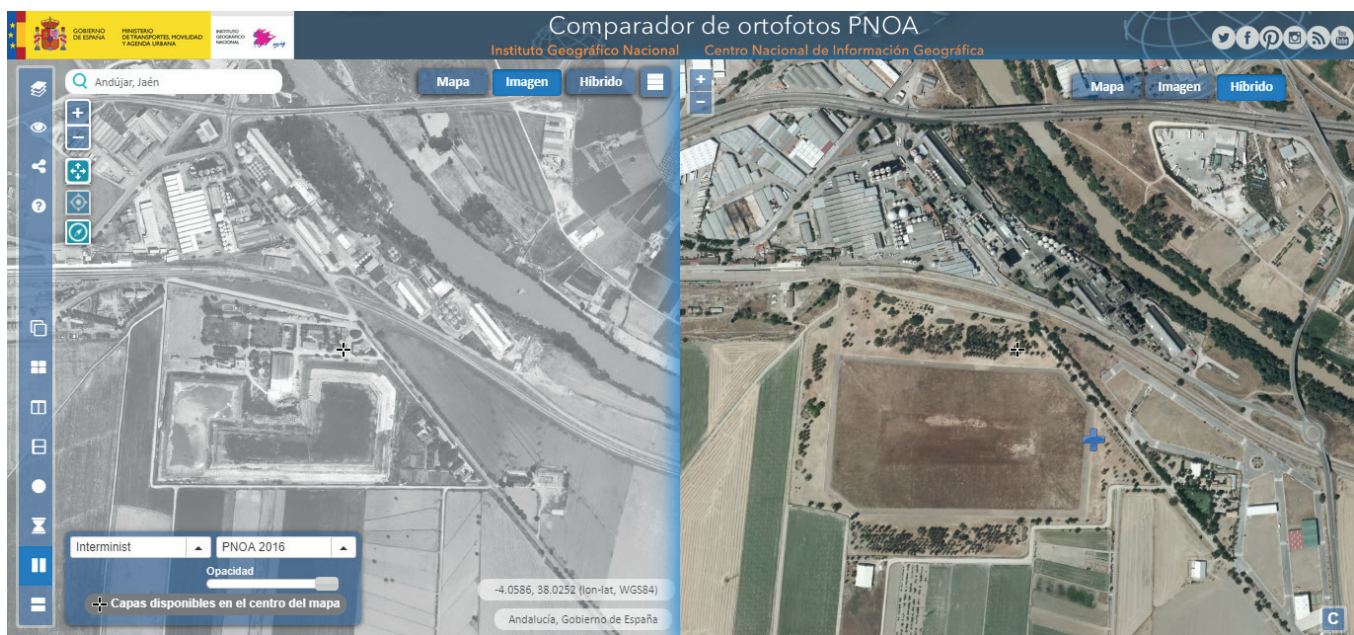 GOBIERNO
DE ESPAÑA
MINISTERIO
DE TRANSPORTES, MOVILIDAD
Y AGENDA URBANA
INSTITUTO
GEOGRÁFICO
NACIONAL
Comparador de ortofotos PNOA
Instituto Geográfico Nacional Centro Nacional de Información Geográfica
Andújar, Jaén
Mapa Imagen Híbrido
Mapa Imagen Híbrido
Interminist PNOA 2016
Opacidad
Capas disponibles en el centro del mapa
-4.0586, 38.0252 (lon-lat, WGS84)
Andalucía, Gobierno de España
C